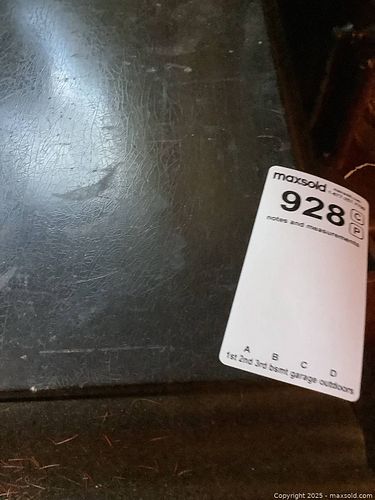 maxsold
928 C
P
notes and measurements
A B C D
1st 2nd 3rd bsmt garage outdoors
Copyright © 2025 - maxsold.com